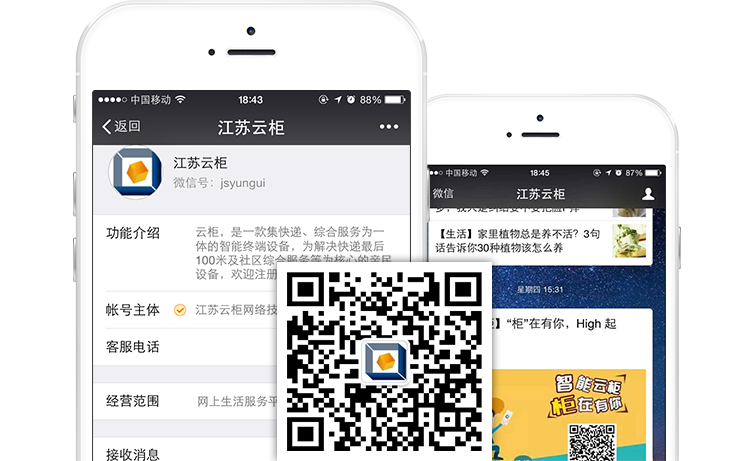 中国移动 18:43 88%
返回 江苏云柜
江苏云柜
微信号：jsyungui
功能介绍 云柜，是一款集快递、综合服务为一
体的智能终端设备，为解决快递最后
100米及社区综合服务等为核心的亲民
设备，欢迎注册
帐号主体 江苏云柜网络技
客服电话
经营范围 网上生活服务平
接收消息
中国移动 18:45 87%
微信 江苏云柜
【生活】家里植物总是养不活？3句
话告诉你30种植物该怎么养
星期四 15:31
】“柜”在有你，High 起
智能云柜
柜在有你